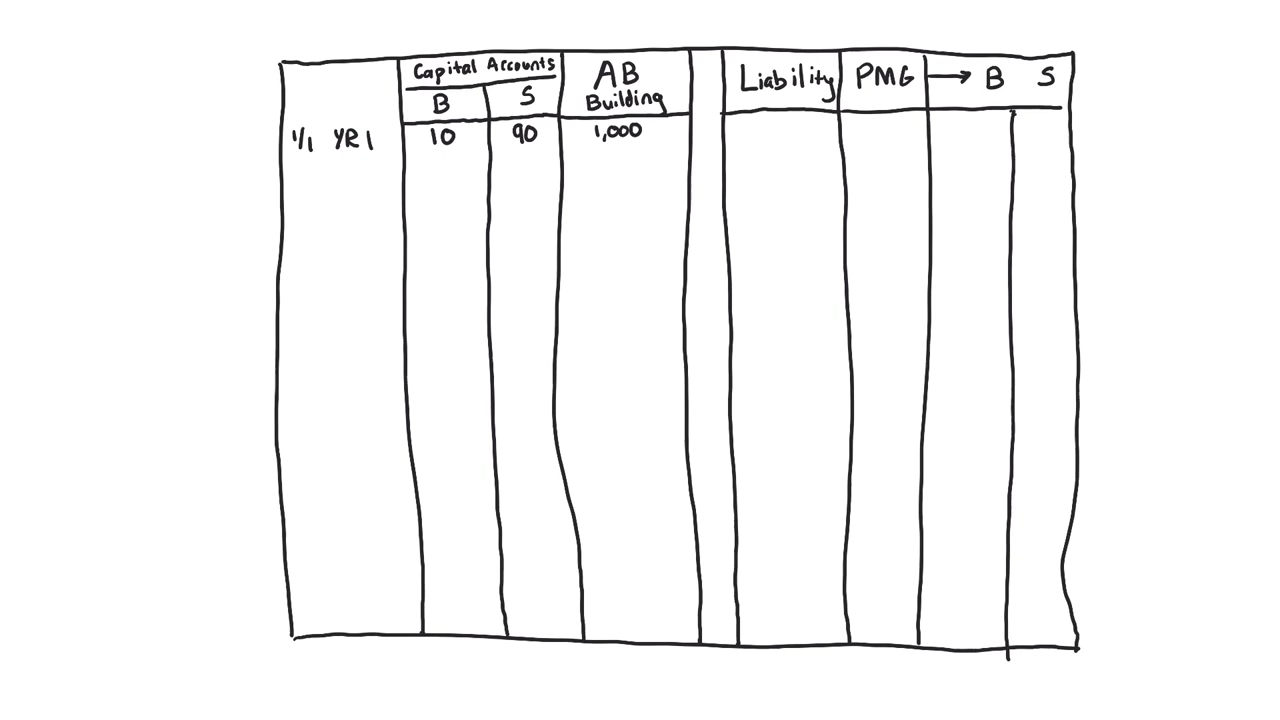 Capital Accounts
B S
AB
Building
Liability PMG → B S
1/1 YR1 10 90 1,000